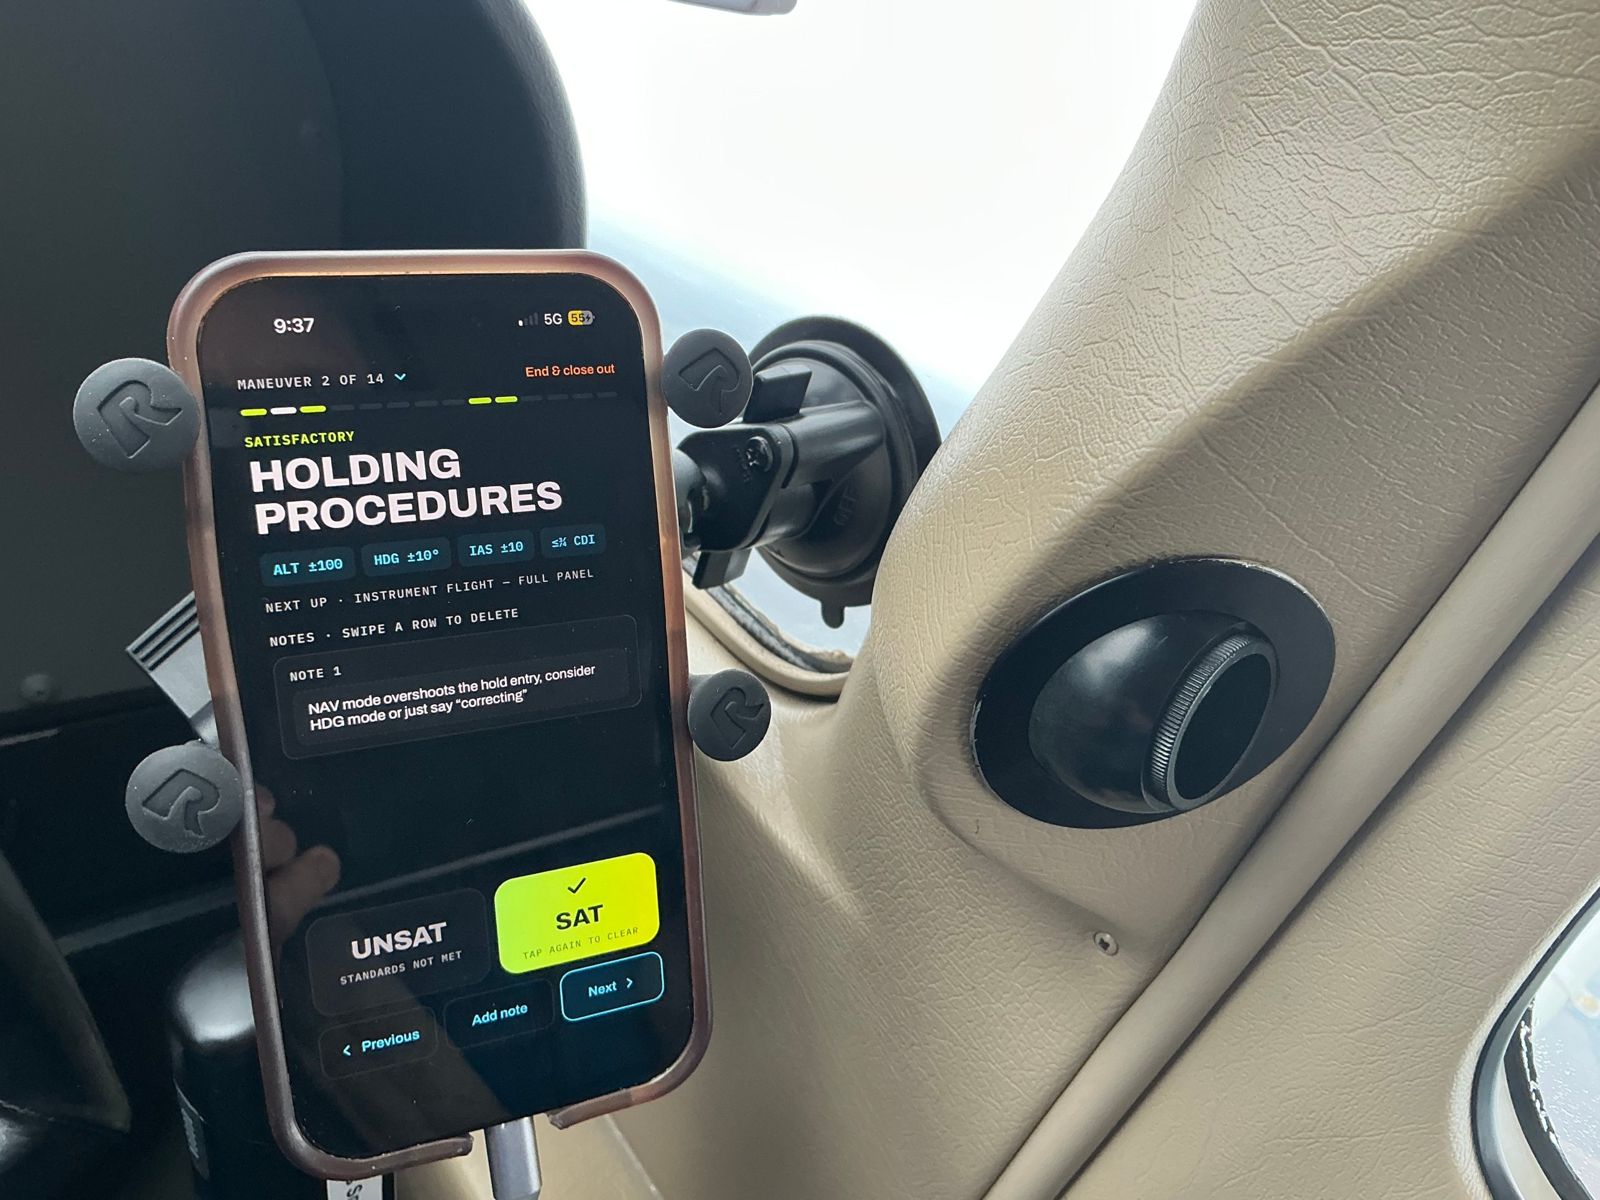 9:37
5G 55
MANEUVER 2 OF 14
End & close out
SATISFACTORY
HOLDING
PROCEDURES
ALT ±100
HDG ±10°
IAS ±10
≤¾ CDI
NEXT UP · INSTRUMENT FLIGHT — FULL PANEL
NOTES · SWIPE A ROW TO DELETE
NOTE 1
NAV mode overshoots the hold entry, consider
HDG mode or just say “correcting”
UNSAT
STANDARDS NOT MET
SAT
TAP AGAIN TO CLEAR
Previous
Add note
Next
R
R
R
R